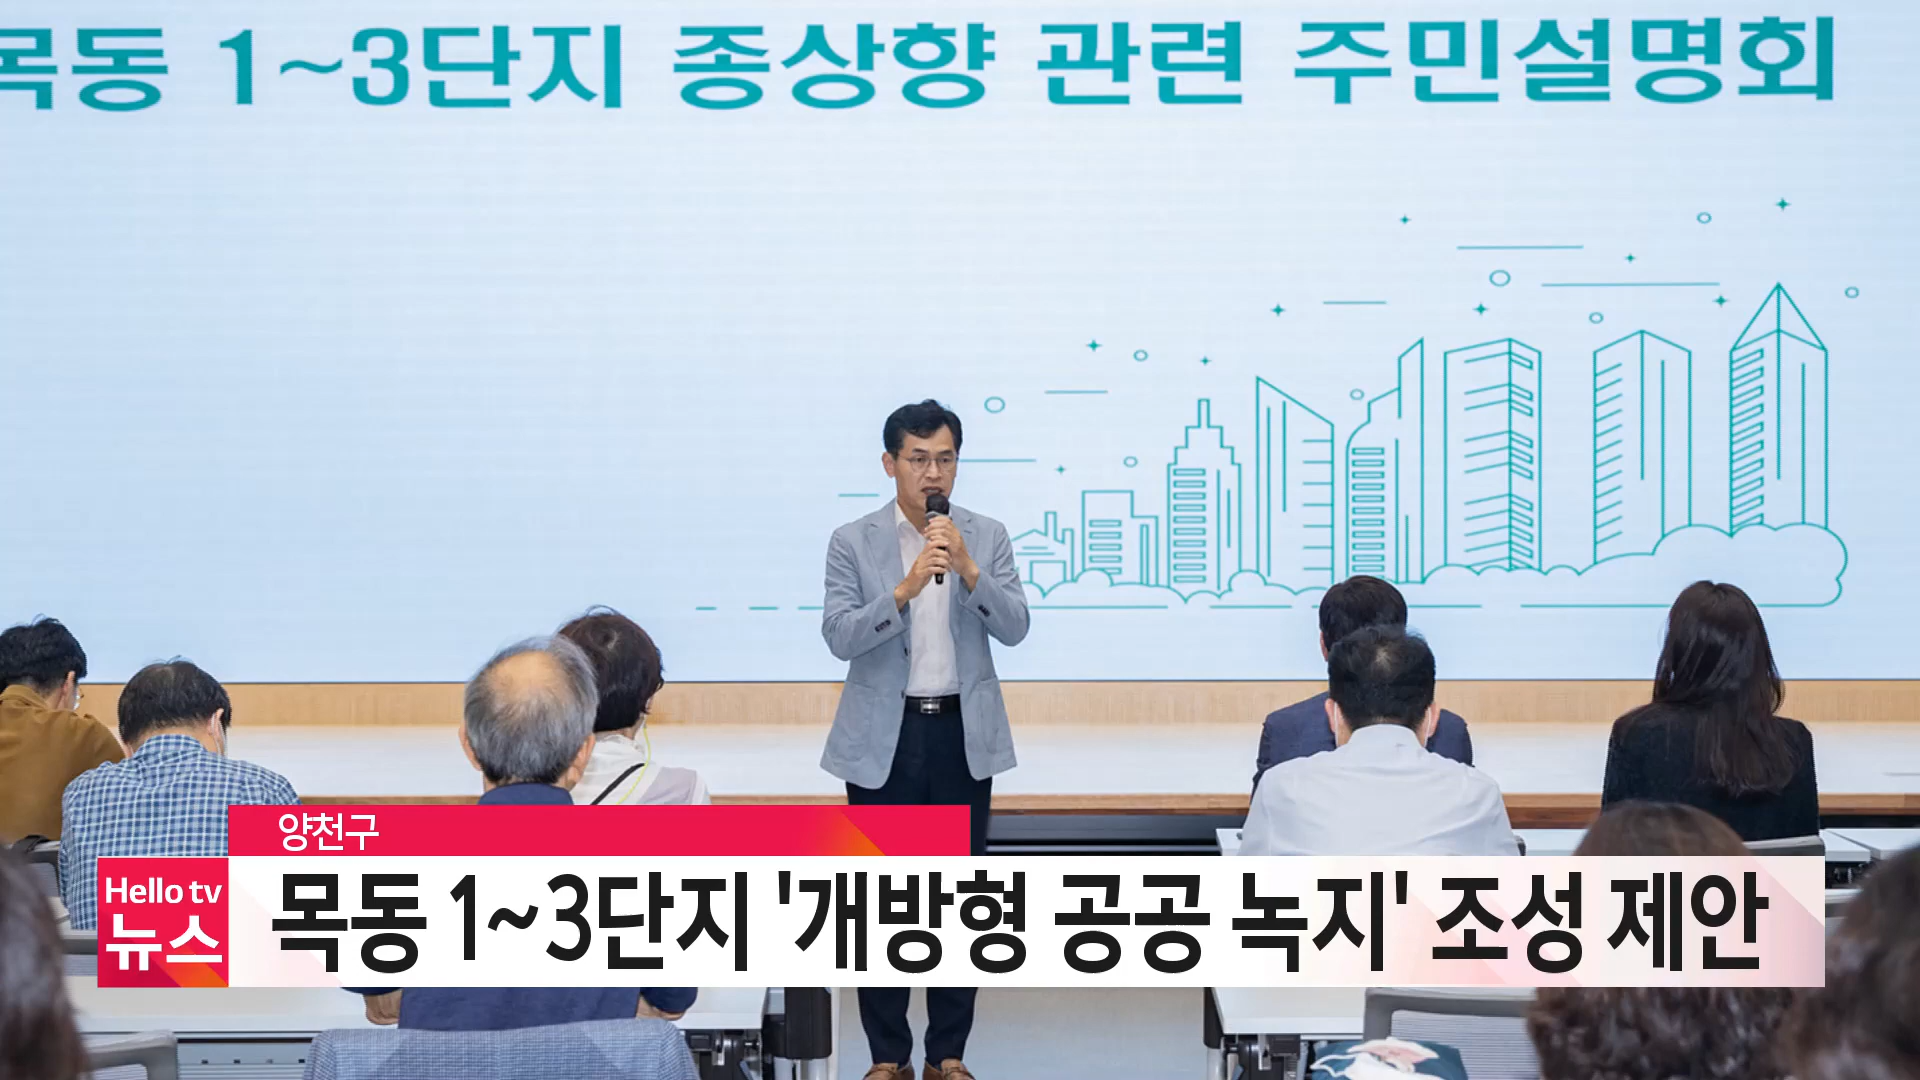 목동 1~3단지 종상향 관련 주민설명회
양천구
Hello tv
뉴스
목동 1~3단지 '개방형 공공 녹지' 조성 제안